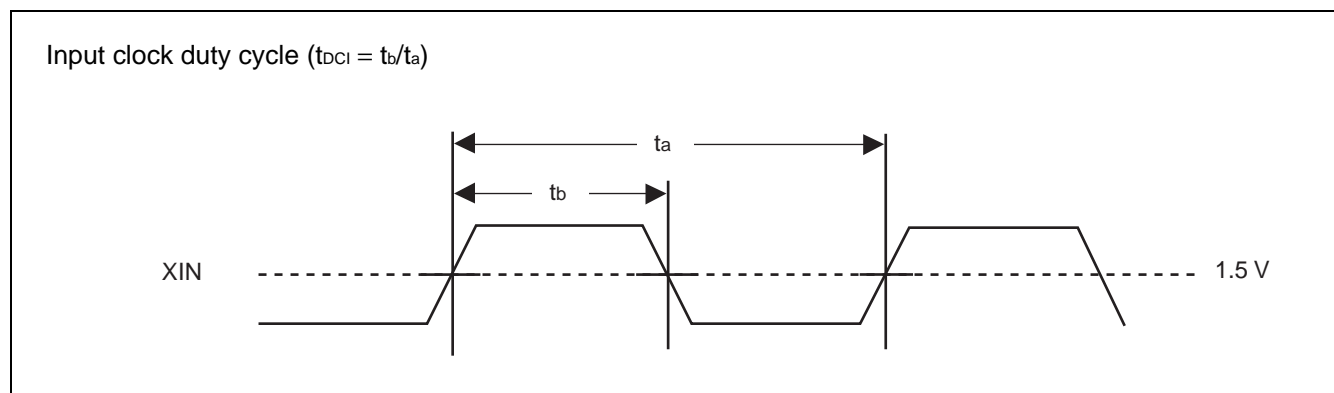 Input clock duty cycle (tDCI = tb/ta)
ta
tb
XIN
1.5 V